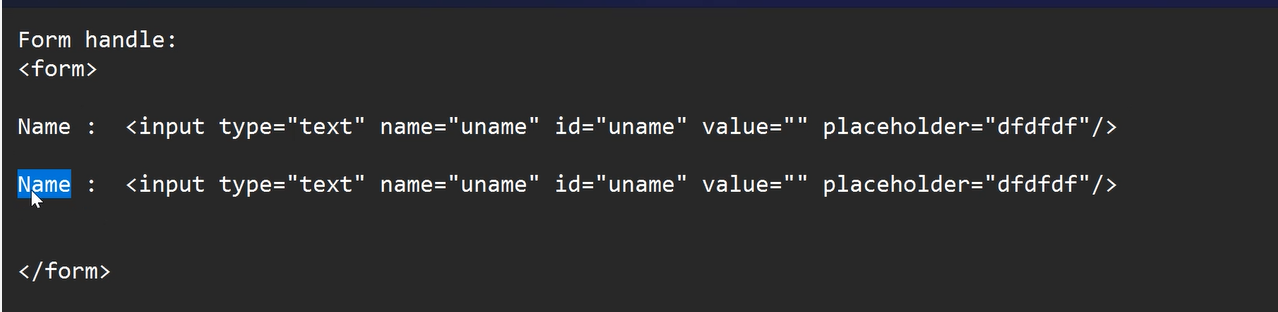 Form handle:
<form>
Name :  <input type="text" name="uname" id="uname" value="" placeholder="dfdfdf"/>
Name :  <input type="text" name="uname" id="uname" value="" placeholder="dfdfdf"/>
</form>